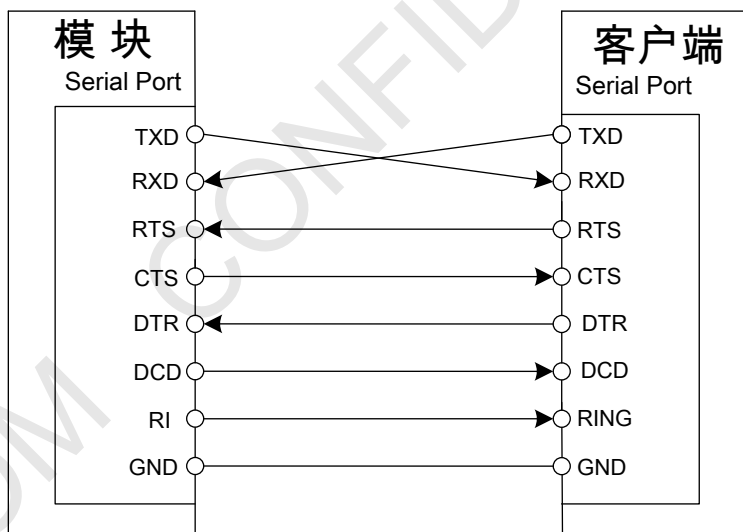 模 块
Serial Port
TXD
RXD
RTS
CTS
DTR
DCD
RI
GND
客户端
Serial Port
TXD
RXD
RTS
CTS
DTR
DCD
RING
GND